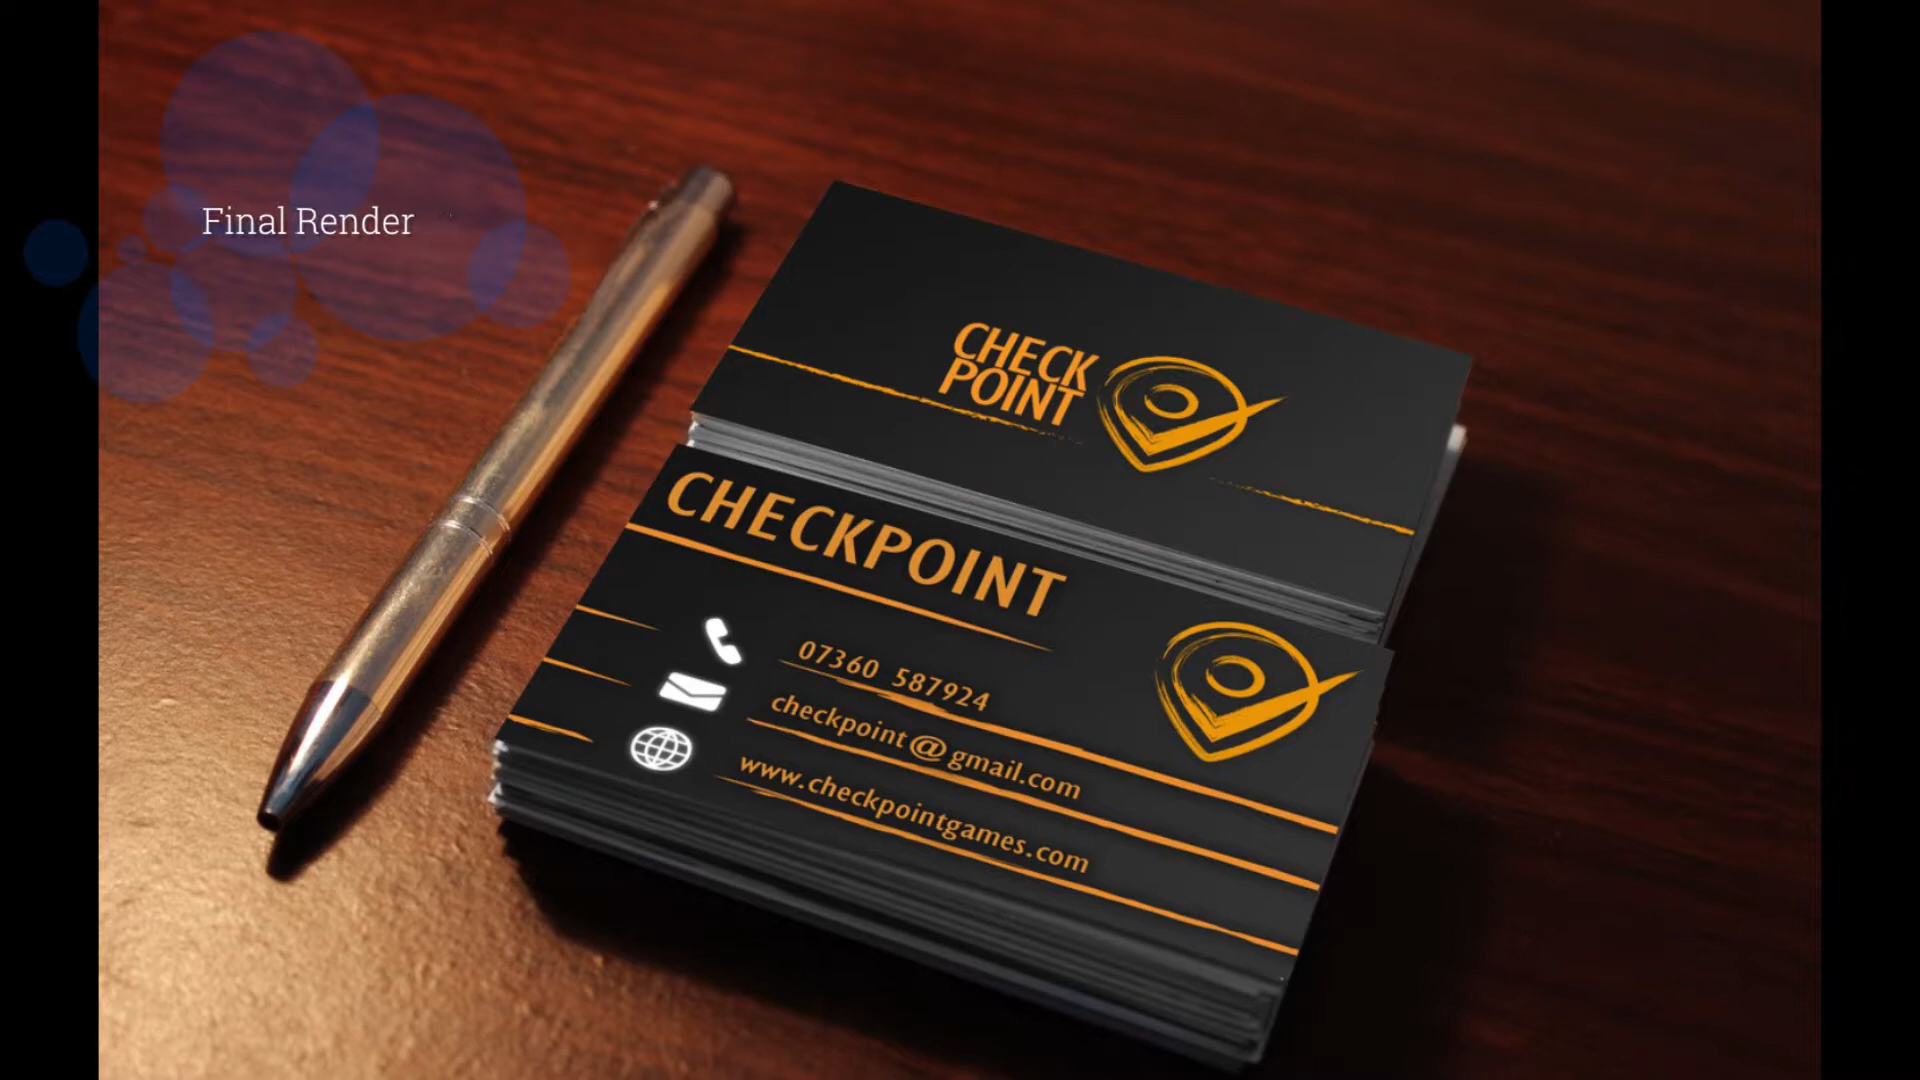 Final Render
CHECK
POINT
CHECKPOINT
07360 587924
checkpoint@gmail.com
www.checkpointgames.com